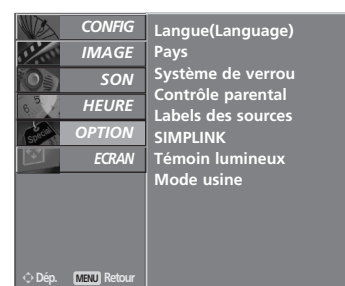 CONFIG
IMAGE
SON
HEURE
OPTION
ECRAN
Langue(Language)
Pays
Système de verrou
Contrôle parental
Labels des sources
SIMPLINK
Témoin lumineux
Mode usine
Special
Dép. MENU Retour